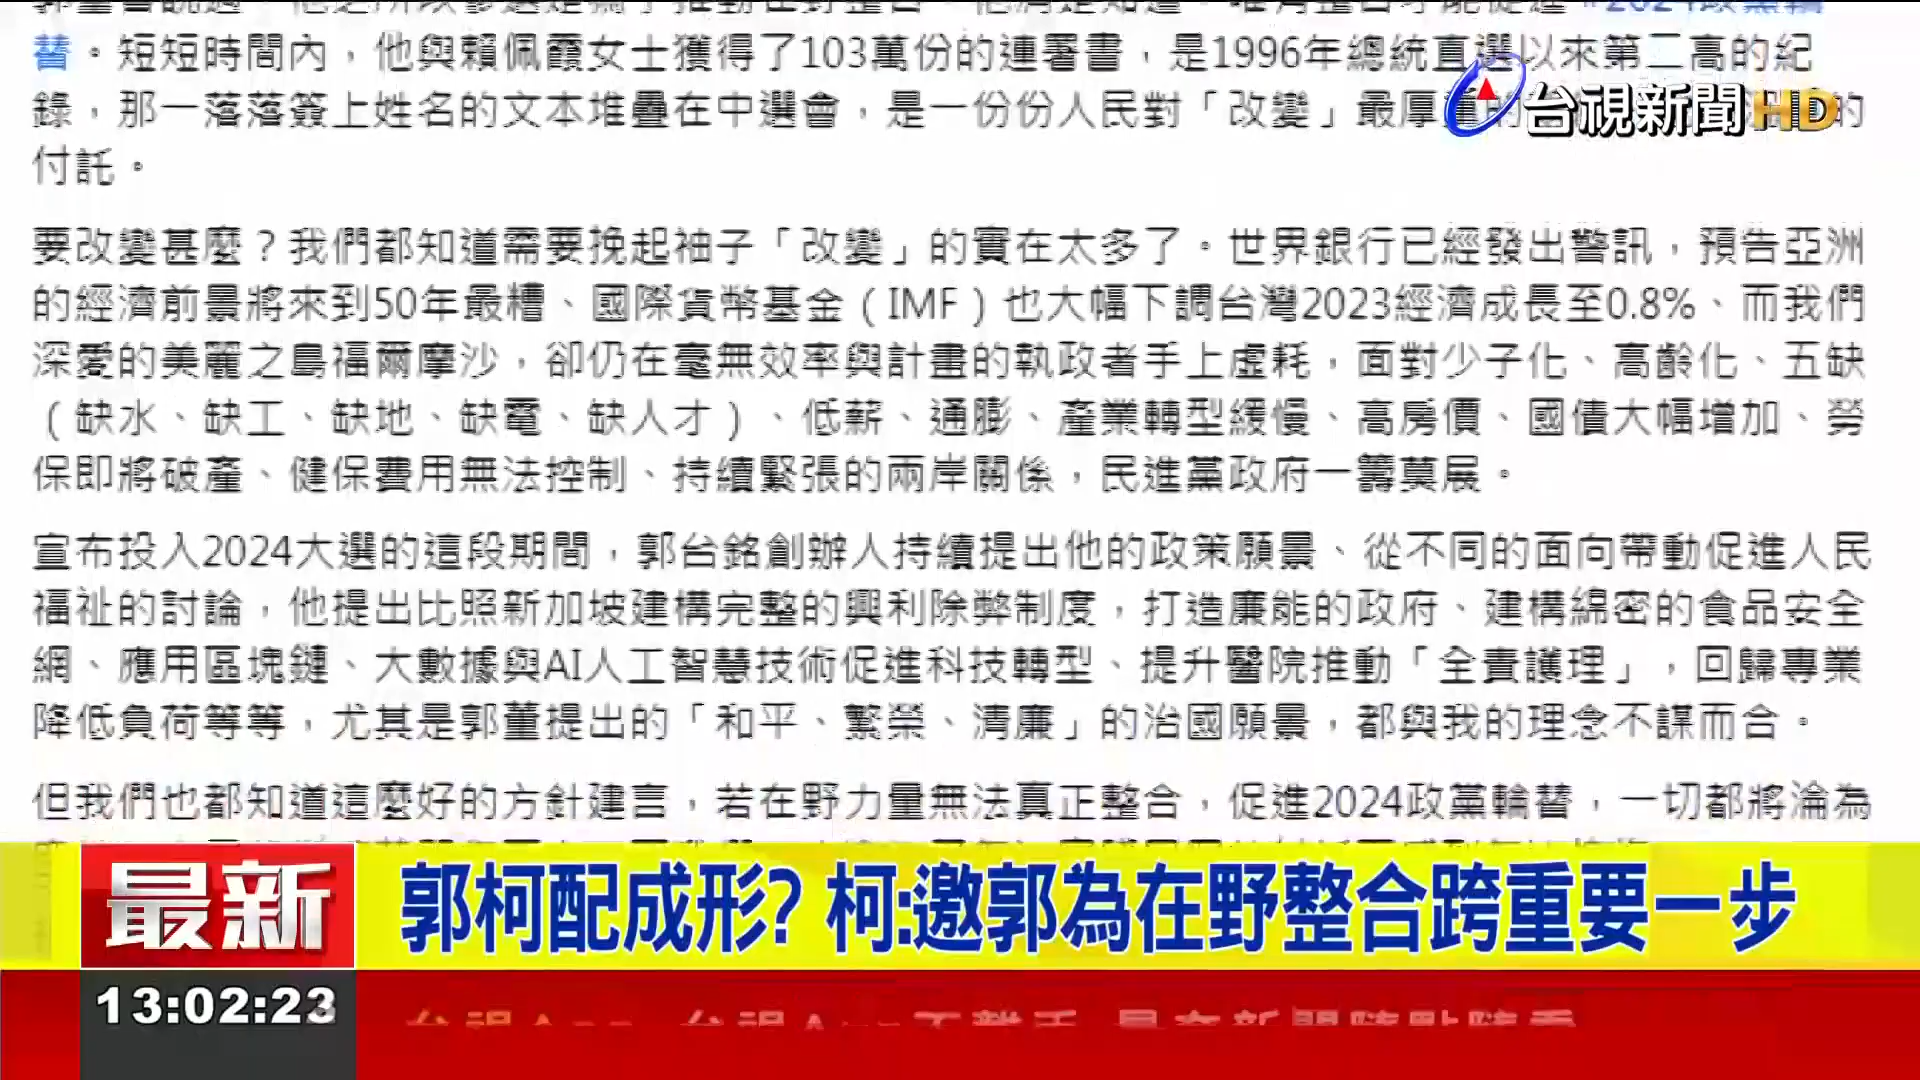 替。短短時間內，他與賴佩霞女士獲得了103萬份的連署書，是1996年總統直選以來第二高的紀
錄，那一落落簽上姓名的文本堆疊在中選會，是一份份人民對「改變」最厚重的
付託。
台視新聞HD
要改變甚麼？我們都知道需要挽起袖子「改變」的實在太多了。世界銀行已經發出警訊，預告亞洲
的經濟前景將來到50年最糟、國際貨幣基金（IMF）也大幅下調台灣2023經濟成長至0.8%、而我們
深愛的美麗之島福爾摩沙，卻仍在毫無效率與計畫的執政者手上虛耗，面對少子化、高齡化、五缺
（缺水、缺工、缺地、缺電、缺人才）、低薪、通膨、產業轉型緩慢、高房價、國債大幅增加、勞
保即將破產、健保費用無法控制、持續緊張的兩岸關係，民進黨政府一籌莫展。
宣布投入2024大選的這段期間，郭台銘創辦人持續提出他的政策願景、從不同的面向帶動促進人民
福祉的討論，他提出比照新加坡建構完整的興利除弊制度，打造廉能的政府、建構綿密的食品安全
網、應用區塊鏈、大數據與AI人工智慧技術促進科技轉型、提升醫院推動「全責護理」，回歸專業
降低負荷等等，尤其是郭董提出的「和平、繁榮、清廉」的治國願景，都與我的理念不謀而合。
但我們也都知道這麼好的方針建言，若在野力量無法真正整合，促進2024政黨輪替，一切都將淪為
最新
郭柯配成形? 柯:邀郭為在野整合跨重要一步
13:02:23